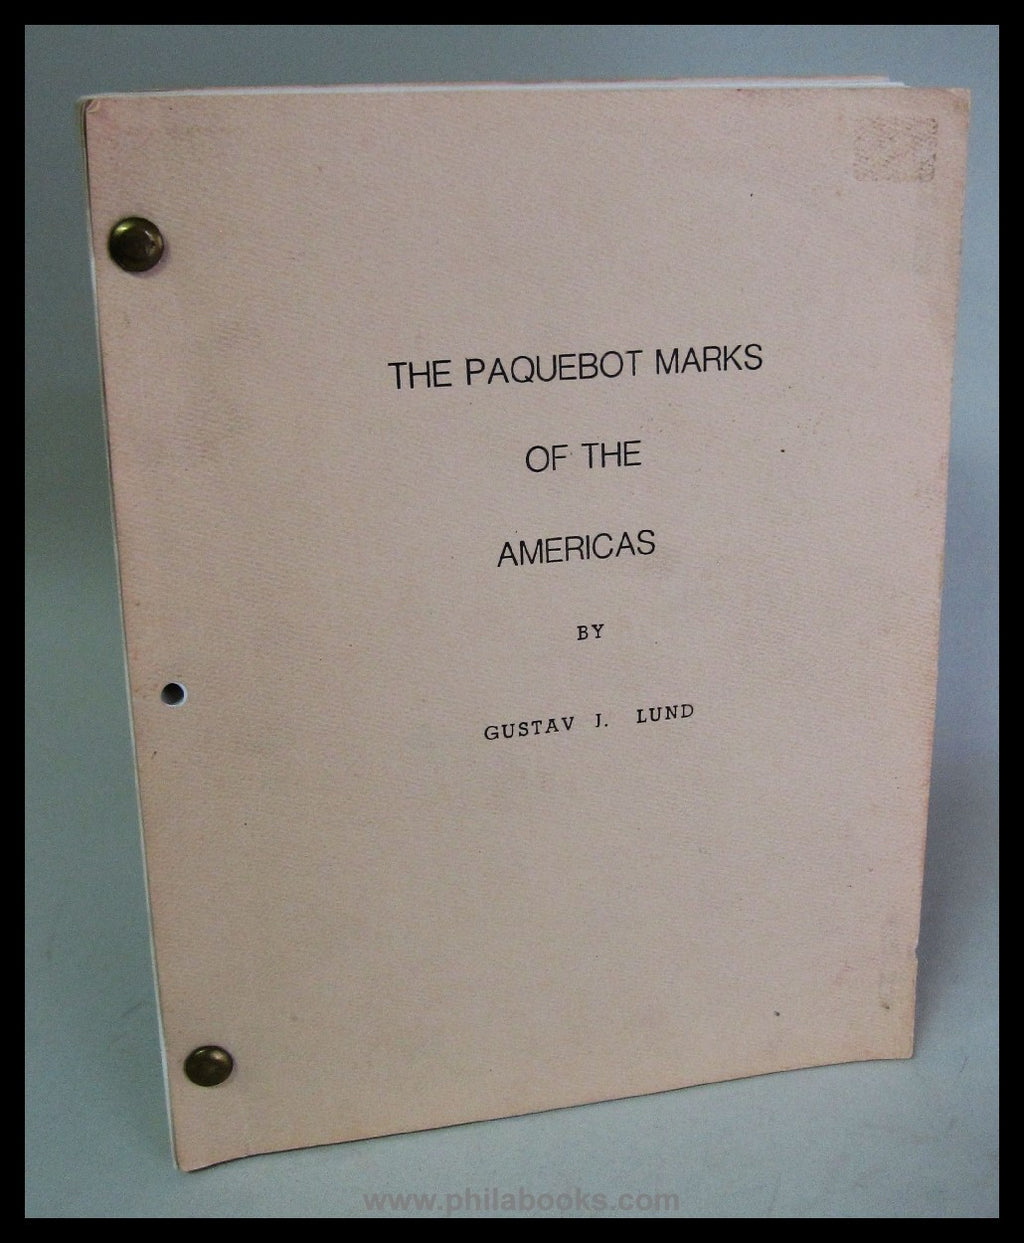 THE PAQUEBOT MARKS
OF THE
AMERICAS
BY
GUSTAV J. LUND
www.philabooks.com